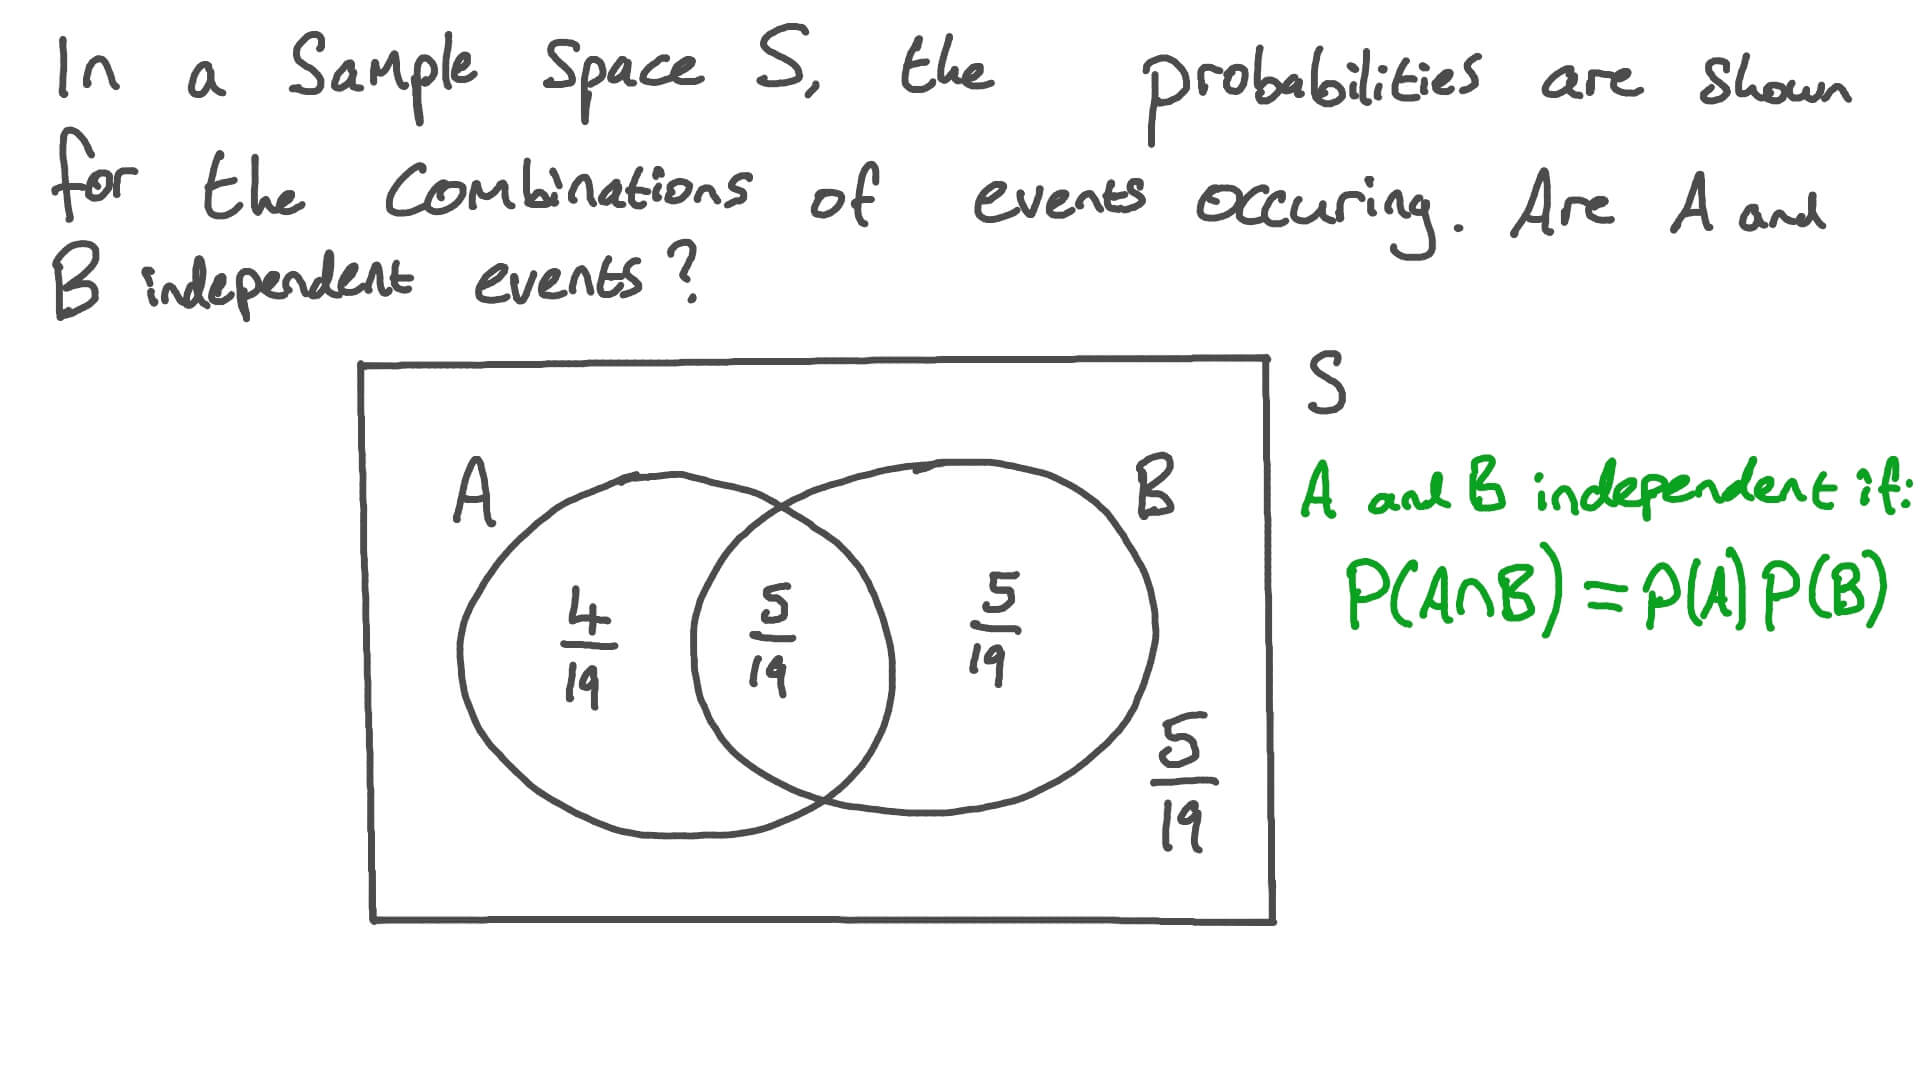 In a Sample Space S, the probabilities are shown
for the combinations of events occuring. Are A and
B independent events?
S
A
B
A and B independent if:
P(A∩B) = P(A)P(B)
4/19
5/19
5/19
5/19